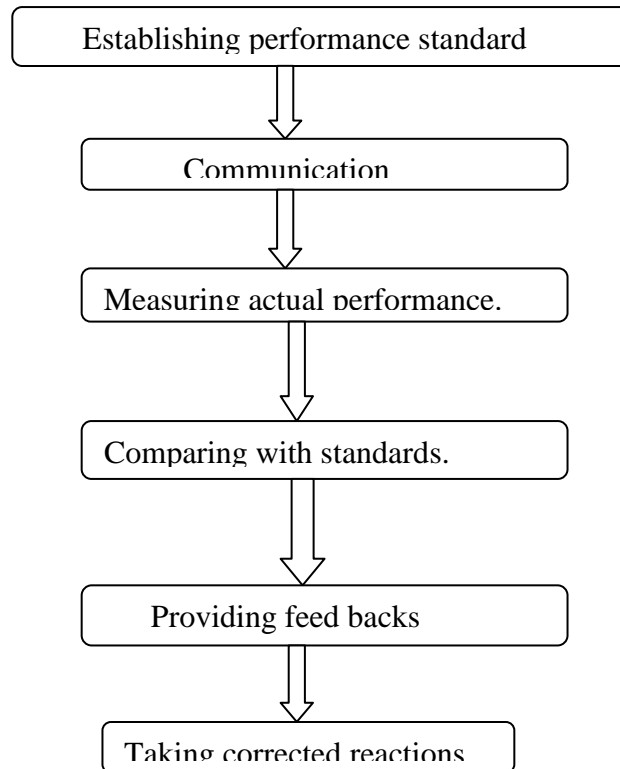 Establishing performance standard
Communication
Measuring actual performance.
Comparing with standards.
Providing feed backs
Taking corrected reactions